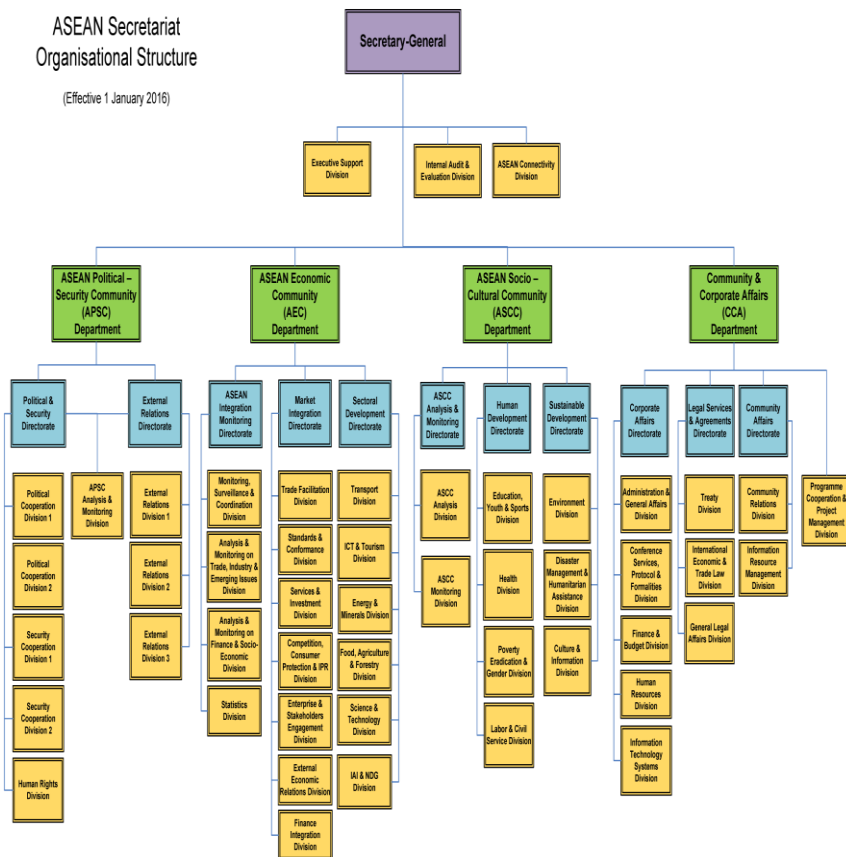 ASEAN Secretariat
Organisational Structure
(Effective 1 January 2016)
Secretary-General
Executive Support
Division
Internal Audit &
Evaluation Division
ASEAN Connectivity
Division
ASEAN Political –
Security Community
(APSC)
Department
ASEAN Economic
Community
(AEC)
Department
ASEAN Socio –
Cultural Community
(ASCC)
Department
Community &
Corporate Affairs
(CCA)
Department
Political &
Security
Directorate
External
Relations
Directorate
ASEAN
Integration
Monitoring
Directorate
Market
Integration
Directorate
Sectoral
Development
Directorate
ASCC
Analysis &
Monitoring
Directorate
Human
Development
Directorate
Sustainable
Development
Directorate
Corporate
Affairs
Directorate
Legal Services
& Agreements
Directorate
Community
Affairs
Directorate
Political
Cooperation
Division 1
Political
Cooperation
Division 2
Security
Cooperation
Division 1
Security
Cooperation
Division 2
Human Rights
Division
APSC
Analysis &
Monitoring
Division
External
Relations
Division 1
External
Relations
Division 2
External
Relations
Division 3
Monitoring,
Surveillance &
Coordination
Division
Analysis &
Monitoring on
Trade, Industry &
Emerging Issues
Division
Analysis &
Monitoring on
Finance & Socio-
Economic Division
Statistics
Division
Trade Facilitation
Division
Standards &
Conformance
Division
Services &
Investment
Division
Competition,
Consumer
Protection & IPR
Division
Enterprise &
Stakeholders
Engagement
Division
External
Economic
Relations Division
Finance
Integration
Division
Transport
Division
ICT & Tourism
Division
Energy &
Minerals Division
Food, Agriculture
& Forestry
Division
Science &
Technology
Division
IAI & NDG
Division
ASCC
Analysis
Division
ASCC
Monitoring
Division
Education,
Youth & Sports
Division
Health
Division
Poverty
Eradication &
Gender Division
Labor & Civil
Service Division
Environment
Division
Disaster
Management &
Humanitarian
Assistance
Division
Culture &
Information
Division
Administration &
General Affairs
Division
Conference
Services,
Protocol &
Formalities
Division
Finance &
Budget Division
Human
Resources
Division
Information
Technology
Systems
Division
Treaty
Division
International
Economic &
Trade Law
Division
General Legal
Affairs Division
Community
Relations
Division
Information
Resource
Management
Division
Programme
Cooperation &
Project
Management
Division